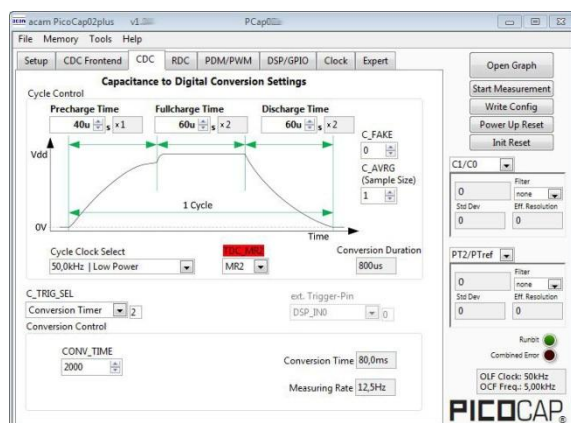 acam PicoCap02plus v1. PCap0
File Memory Tools Help
Setup CDC Frontend CDC RDC PDM/PWM DSP/GPIO Clock Expert
Capacitance to Digital Conversion Settings
Cycle Control
Precharge Time Fullcharge Time Discharge Time
40u s x1 60u s x2 60u s x2
Vdd
C_FAKE
0
C_AVRG
(Sample Size)
1
1 Cycle
0V
Time
Cycle Clock Select TDC_MR2 Conversion Duration
50,0kHz | Low Power MR2 800us
C_TRIG_SEL ext. Trigger-Pin
Conversion Timer 2 DSP_IN0 0
Conversion Control
CONV_TIME
2000
Conversion Time 80,0ms
Measuring Rate 12,5Hz
Open Graph
Start Measurement
Write Config
Power Up Reset
Init Reset
C1/C0
Filter
0 none
Std Dev Eff. Resolution
0 0
PT2/PTref
Filter
0 none
Std Dev Eff. Resolution
0 0
Runbit
Combined Error
OLF Clock: 50kHz
OCF Freq.: 5,00kHz
PICOCAP®